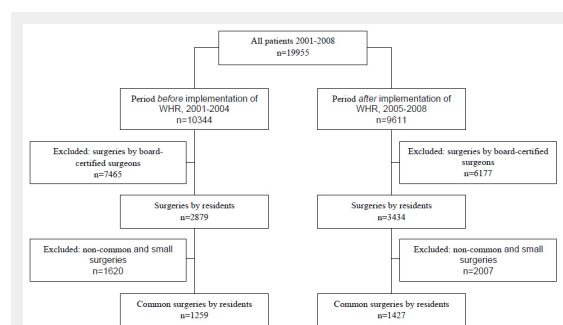 All patients 2001-2008
n=19955
Period before implementation of
WHR, 2001-2004
n=10344
Period after implementation of
WHR, 2005-2008
n=9611
Excluded: surgeries by board-
certified surgeons
n=7465
Excluded: surgeries by board-certified
surgeons
n=6177
Surgeries by residents
n=2879
Surgeries by residents
n=3434
Excluded: non-common and small
surgeries
n=1620
Excluded: non-common and small
surgeries
n=2007
Common surgeries by residents
n=1259
Common surgeries by residents
n=1427